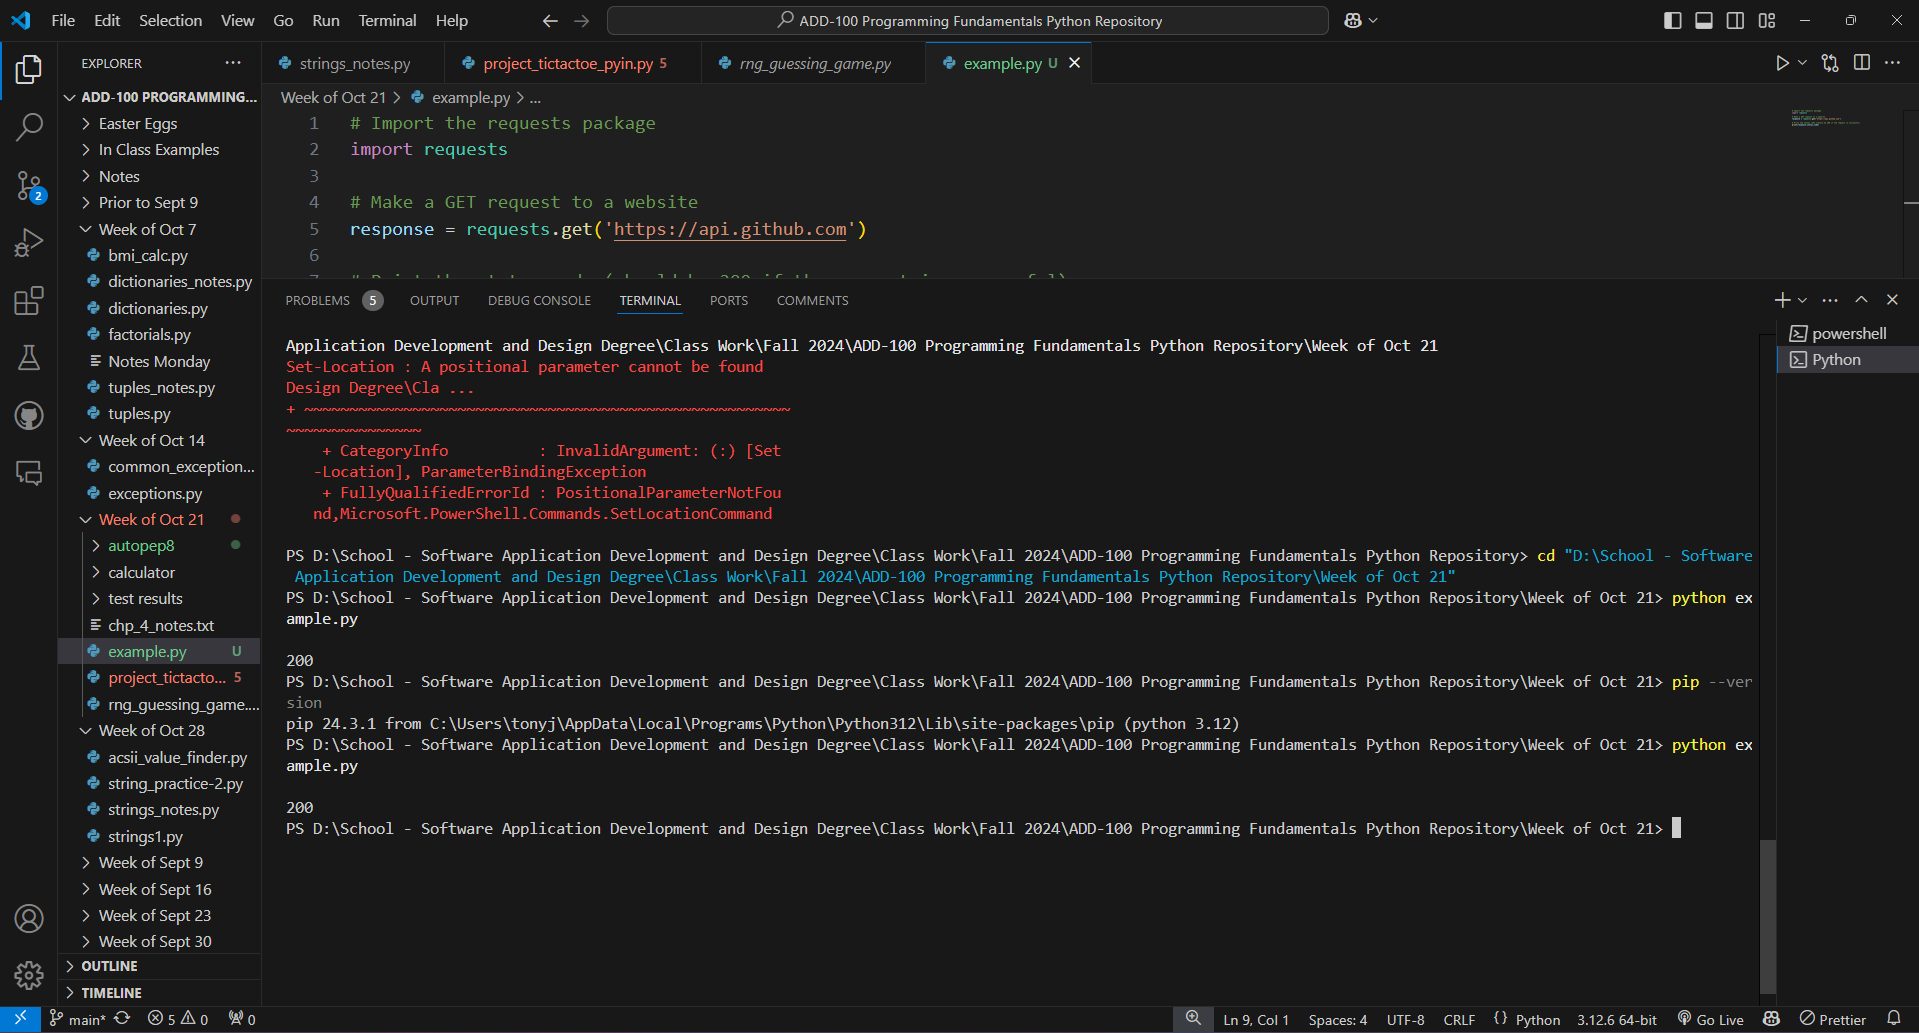 File Edit Selection View Go Run Terminal Help
ADD-100 Programming Fundamentals Python Repository
EXPLORER
strings_notes.py
project_tictactoe_pyin.py 5
rng_guessing_game.py
example.py U
ADD-100 PROGRAMMING...
Easter Eggs
In Class Examples
Notes
Prior to Sept 9
Week of Oct 7
bmi_calc.py
dictionaries_notes.py
dictionaries.py
factorials.py
Notes Monday
tuples_notes.py
tuples.py
Week of Oct 14
common_exception...
exceptions.py
Week of Oct 21
autopep8
calculator
test results
chp_4_notes.txt
example.py U
project_tictacto... 5
rng_guessing_game....
Week of Oct 28
acsii_value_finder.py
string_practice-2.py
strings_notes.py
strings1.py
Week of Sept 9
Week of Sept 16
Week of Sept 23
Week of Sept 30
OUTLINE
TIMELINE
2
Week of Oct 21 > example.py > ...
1 # Import the requests package
2 import requests
3
4 # Make a GET request to a website
5 response = requests.get('https://api.github.com')
6
PROBLEMS 5 OUTPUT DEBUG CONSOLE TERMINAL PORTS COMMENTS
powershell
Python
Application Development and Design Degree\Class Work\Fall 2024\ADD-100 Programming Fundamentals Python Repository\Week of Oct 21
Set-Location : A positional parameter cannot be found
Design Degree\Cla ...
+ ~~~~~~~~~~~~~~~~~~~~~~~~~~~~~~~~~~~~~~~~~~~~~~~~~~~~~~
~~~~~~~~~~~~~~~
+ CategoryInfo : InvalidArgument: (:) [Set
-Location], ParameterBindingException
+ FullyQualifiedErrorId : PositionalParameterNotFou
nd,Microsoft.PowerShell.Commands.SetLocationCommand
PS D:\School - Software Application Development and Design Degree\Class Work\Fall 2024\ADD-100 Programming Fundamentals Python Repository> cd "D:\School - Software
Application Development and Design Degree\Class Work\Fall 2024\ADD-100 Programming Fundamentals Python Repository\Week of Oct 21"
PS D:\School - Software Application Development and Design Degree\Class Work\Fall 2024\ADD-100 Programming Fundamentals Python Repository\Week of Oct 21> python ex
ample.py
200
PS D:\School - Software Application Development and Design Degree\Class Work\Fall 2024\ADD-100 Programming Fundamentals Python Repository\Week of Oct 21> pip --ver
sion
pip 24.3.1 from C:\Users\tonyj\AppData\Local\Programs\Python\Python312\Lib\site-packages\pip (python 3.12)
PS D:\School - Software Application Development and Design Degree\Class Work\Fall 2024\ADD-100 Programming Fundamentals Python Repository\Week of Oct 21> python ex
ample.py
200
PS D:\School - Software Application Development and Design Degree\Class Work\Fall 2024\ADD-100 Programming Fundamentals Python Repository\Week of Oct 21>
main* 5 0 0 Ln 9, Col 1 Spaces: 4 UTF-8 CRLF {} Python 3.12.6 64-bit Go Live Prettier